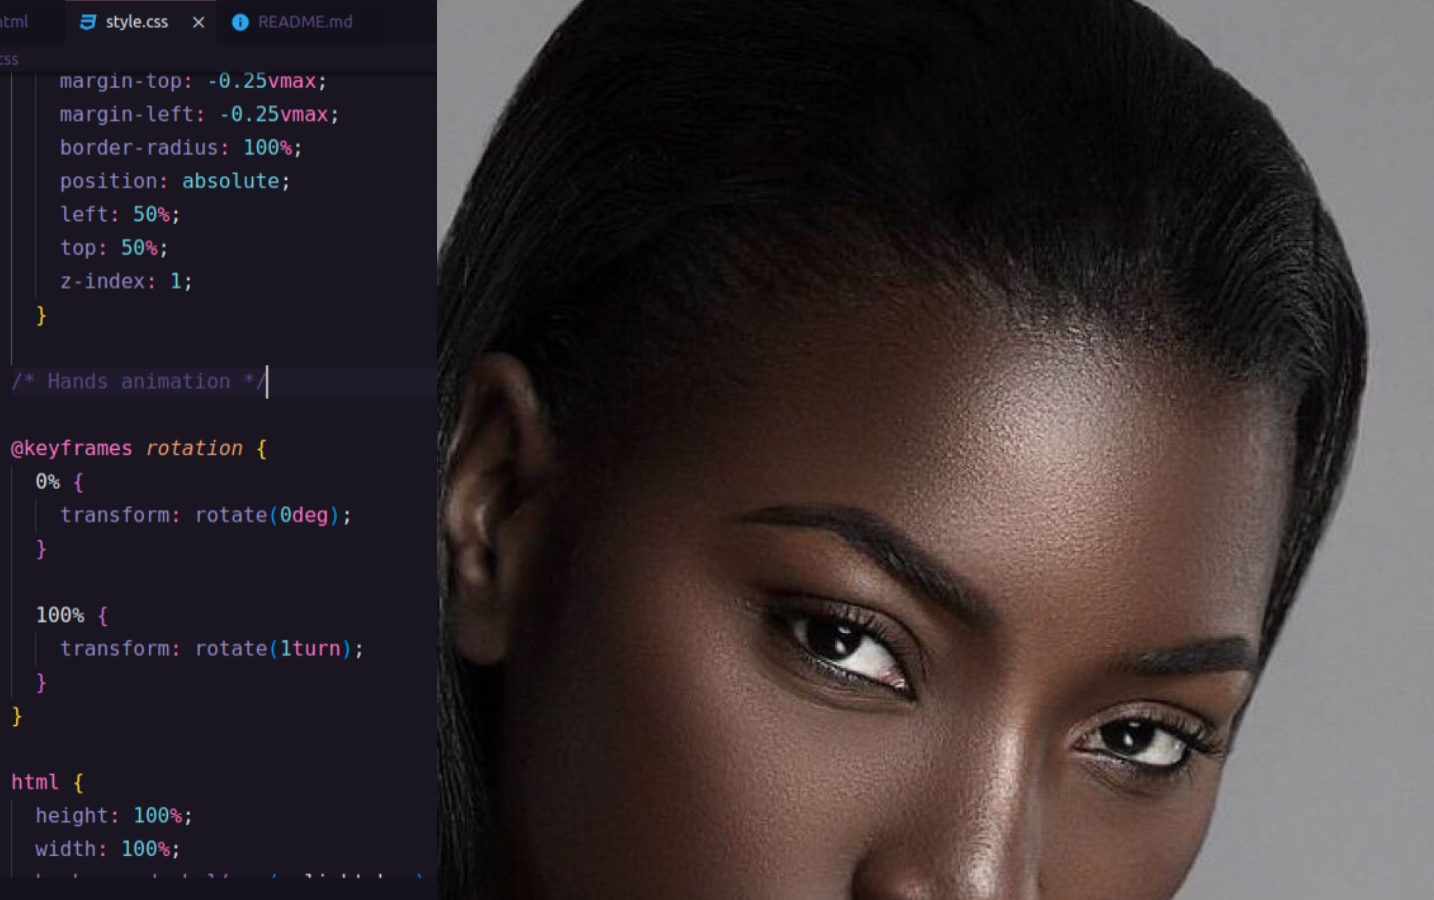 html
style.css
README.md
css
margin-top: -0.25vmax;
margin-left: -0.25vmax;
border-radius: 100%;
position: absolute;
left: 50%;
top: 50%;
z-index: 1;
}
/* Hands animation */
@keyframes rotation {
0% {
transform: rotate(0deg);
}
100% {
transform: rotate(1turn);
}
}
html {
height: 100%;
width: 100%;